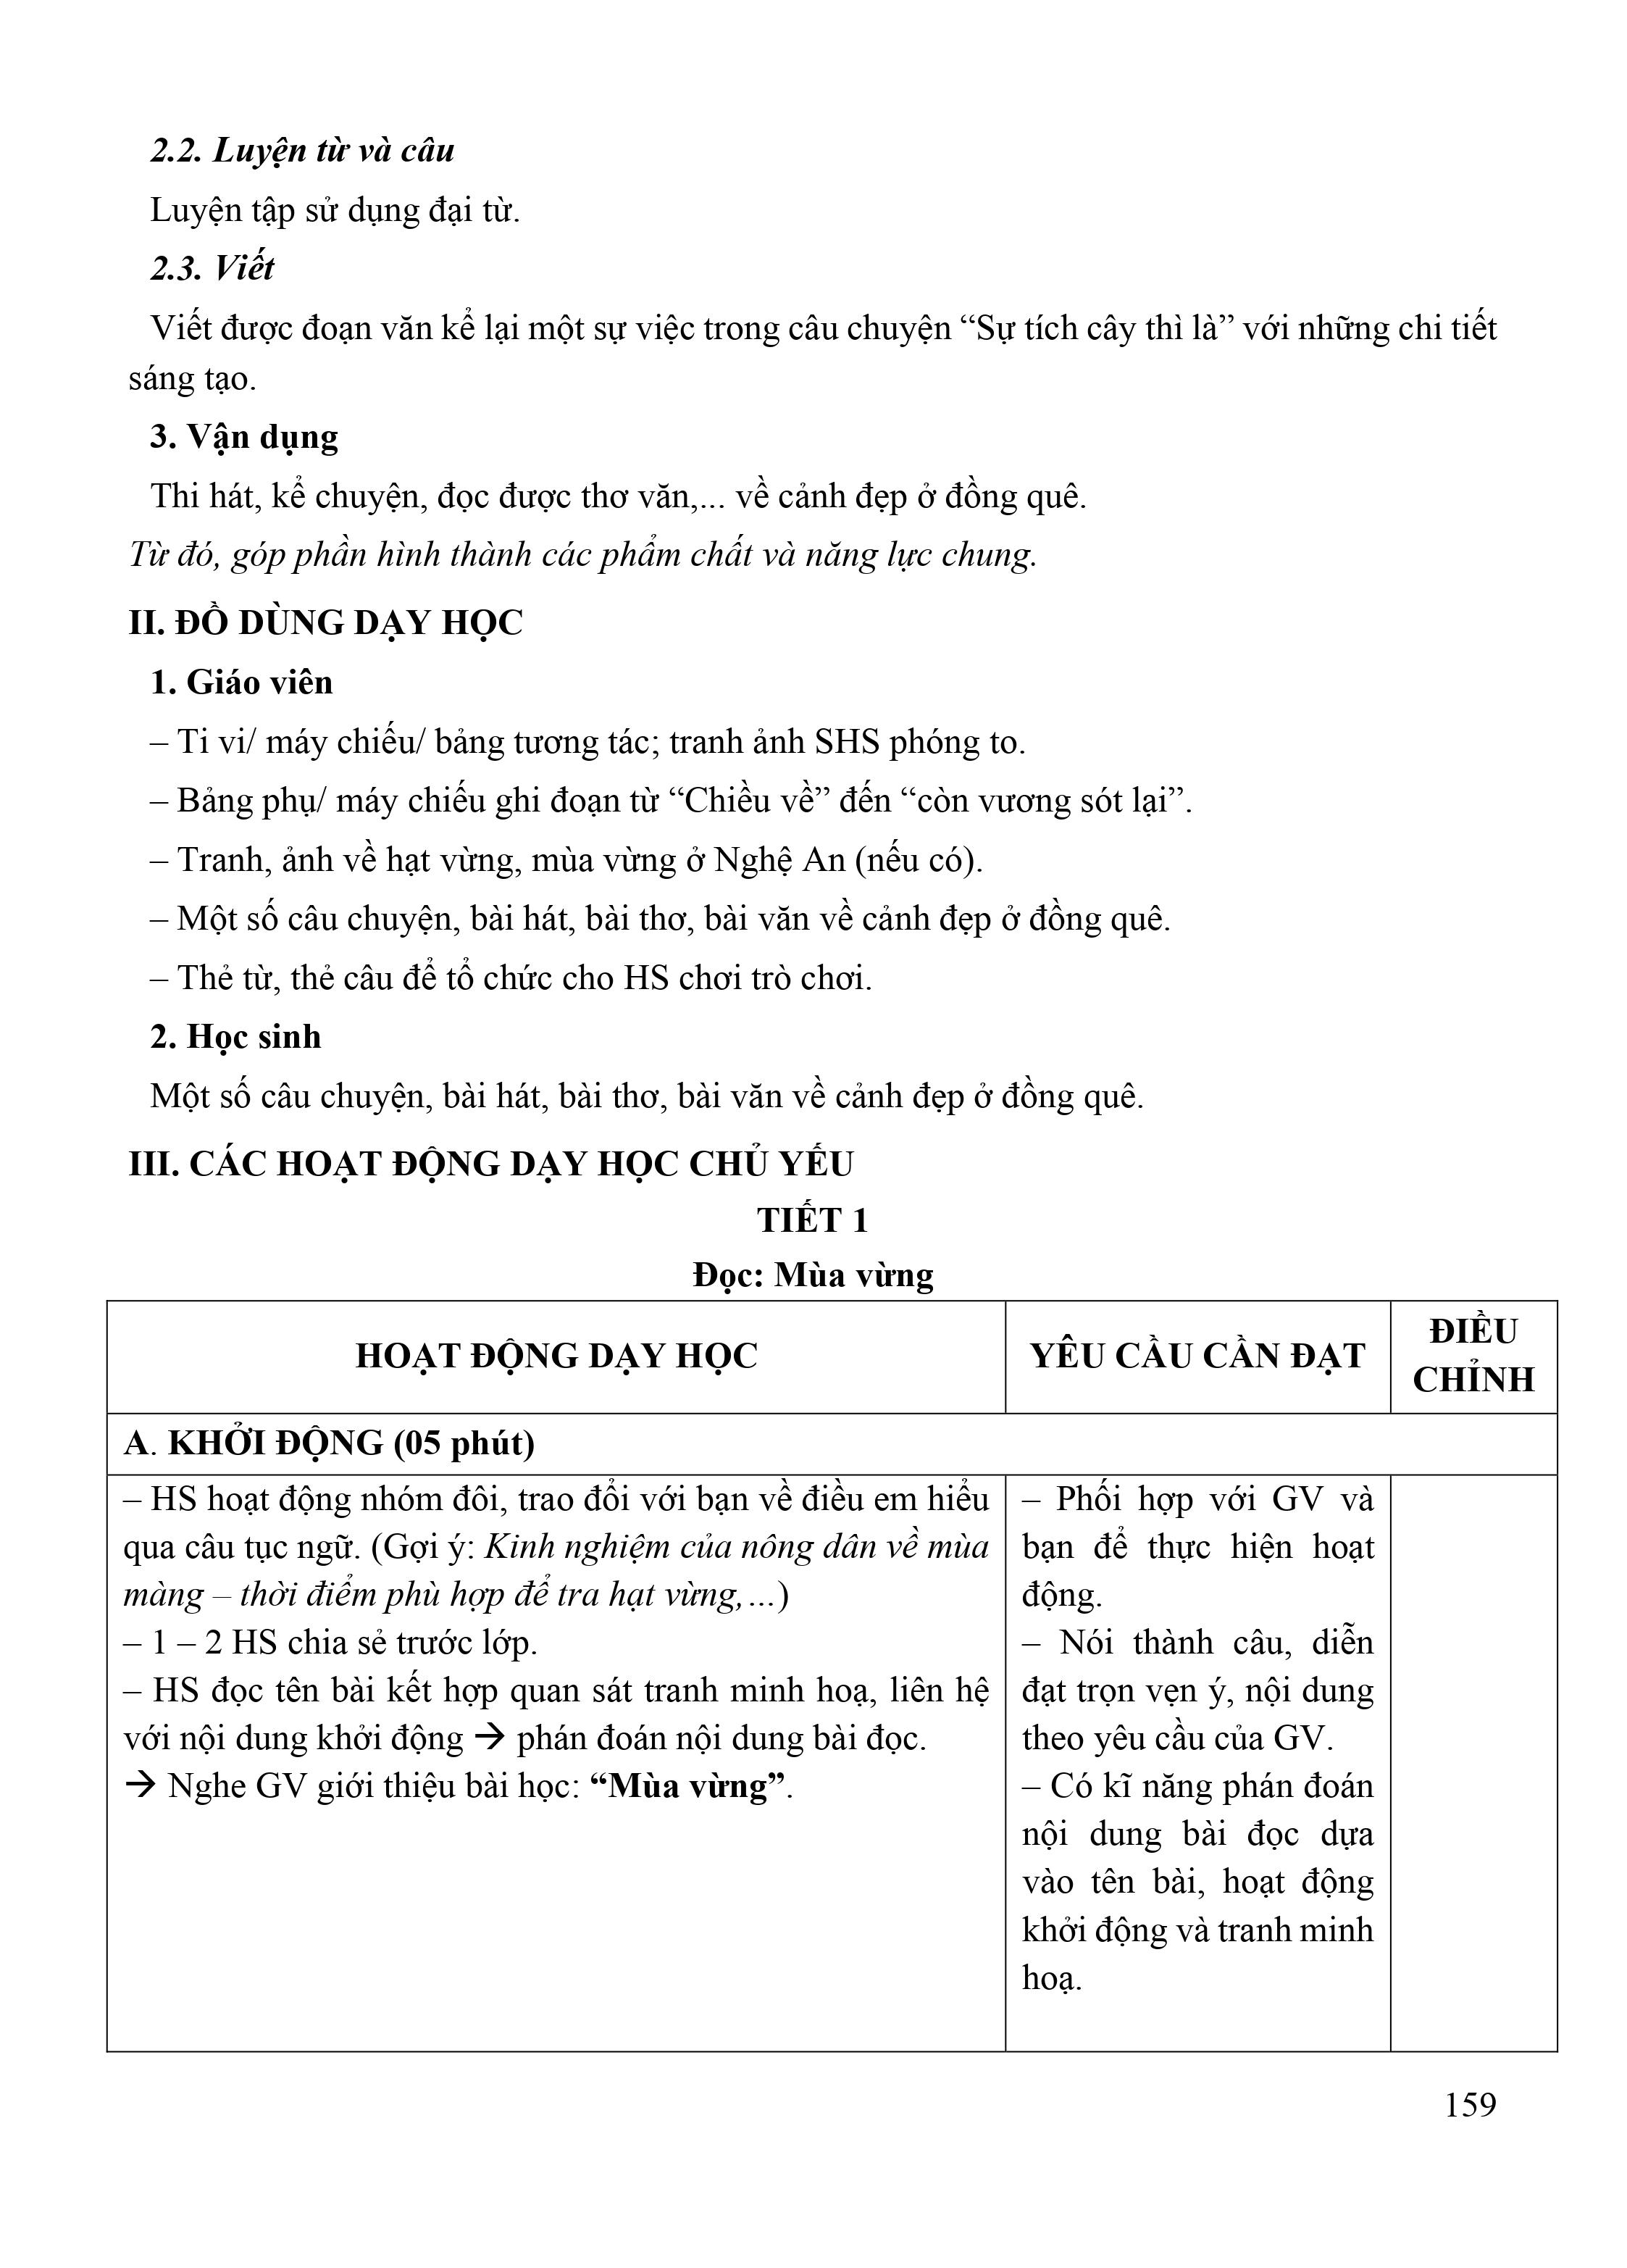 2.2. Luyện từ và câu
Luyện tập sử dụng đại từ.
2.3. Viết
Viết được đoạn văn kể lại một sự việc trong câu chuyện “Sự tích cây thì là” với những chi tiết
sáng tạo.
3. Vận dụng
Thi hát, kể chuyện, đọc được thơ văn,... về cảnh đẹp ở đồng quê.
Từ đó, góp phần hình thành các phẩm chất và năng lực chung.
II. ĐỒ DÙNG DẠY HỌC
1. Giáo viên
– Ti vi/ máy chiếu/ bảng tương tác; tranh ảnh SHS phóng to.
– Bảng phụ/ máy chiếu ghi đoạn từ “Chiều về” đến “còn vương sót lại”.
– Tranh, ảnh về hạt vừng, mùa vừng ở Nghệ An (nếu có).
– Một số câu chuyện, bài hát, bài thơ, bài văn về cảnh đẹp ở đồng quê.
– Thẻ từ, thẻ câu để tổ chức cho HS chơi trò chơi.
2. Học sinh
Một số câu chuyện, bài hát, bài thơ, bài văn về cảnh đẹp ở đồng quê.
III. CÁC HOẠT ĐỘNG DẠY HỌC CHỦ YẾU
TIẾT 1
Đọc: Mùa vừng
HOẠT ĐỘNG DẠY HỌC
YÊU CẦU CẦN ĐẠT
ĐIỀU
CHỈNH
A. KHỞI ĐỘNG (05 phút)
– HS hoạt động nhóm đôi, trao đổi với bạn về điều em hiểu
qua câu tục ngữ. (Gợi ý: Kinh nghiệm của nông dân về mùa
màng – thời điểm phù hợp để tra hạt vừng,...)
– 1 – 2 HS chia sẻ trước lớp.
– HS đọc tên bài kết hợp quan sát tranh minh hoạ, liên hệ
với nội dung khởi động → phán đoán nội dung bài đọc.
→ Nghe GV giới thiệu bài học: “Mùa vừng”.
– Phối hợp với GV và
bạn để thực hiện hoạt
động.
– Nói thành câu, diễn
đạt trọn vẹn ý, nội dung
theo yêu cầu của GV.
– Có kĩ năng phán đoán
nội dung bài đọc dựa
vào tên bài, hoạt động
khởi động và tranh minh
hoạ.
159